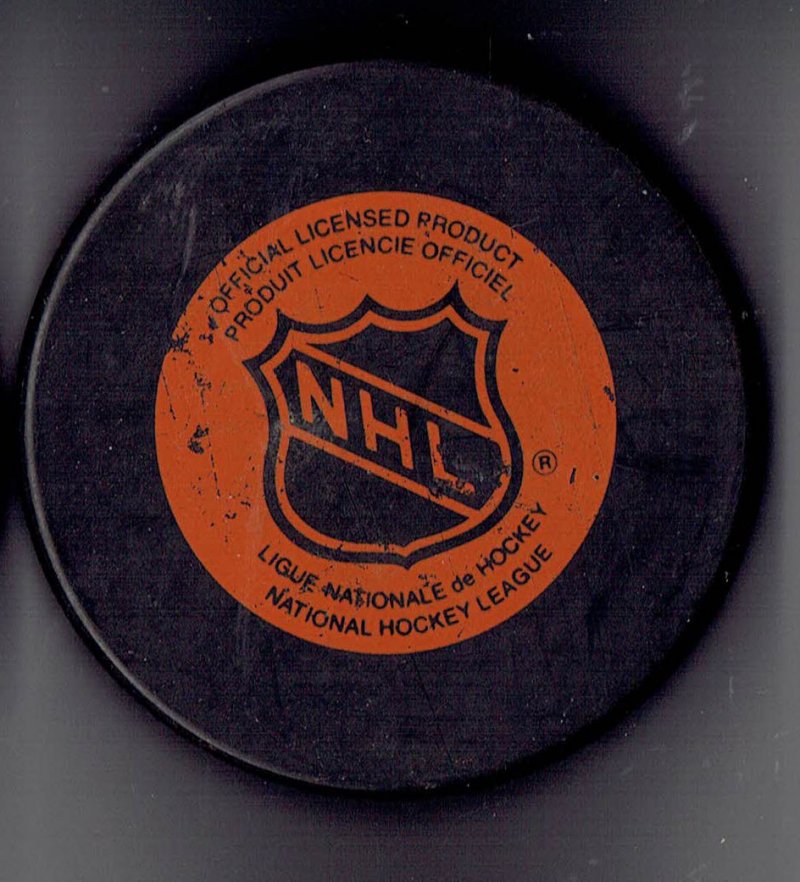 OFFICIAL LICENSED PRODUCT
PRODUIT LICENCIE OFFICIEL
NHL
®
LIGUE NATIONALE de HOCKEY
NATIONAL HOCKEY LEAGUE